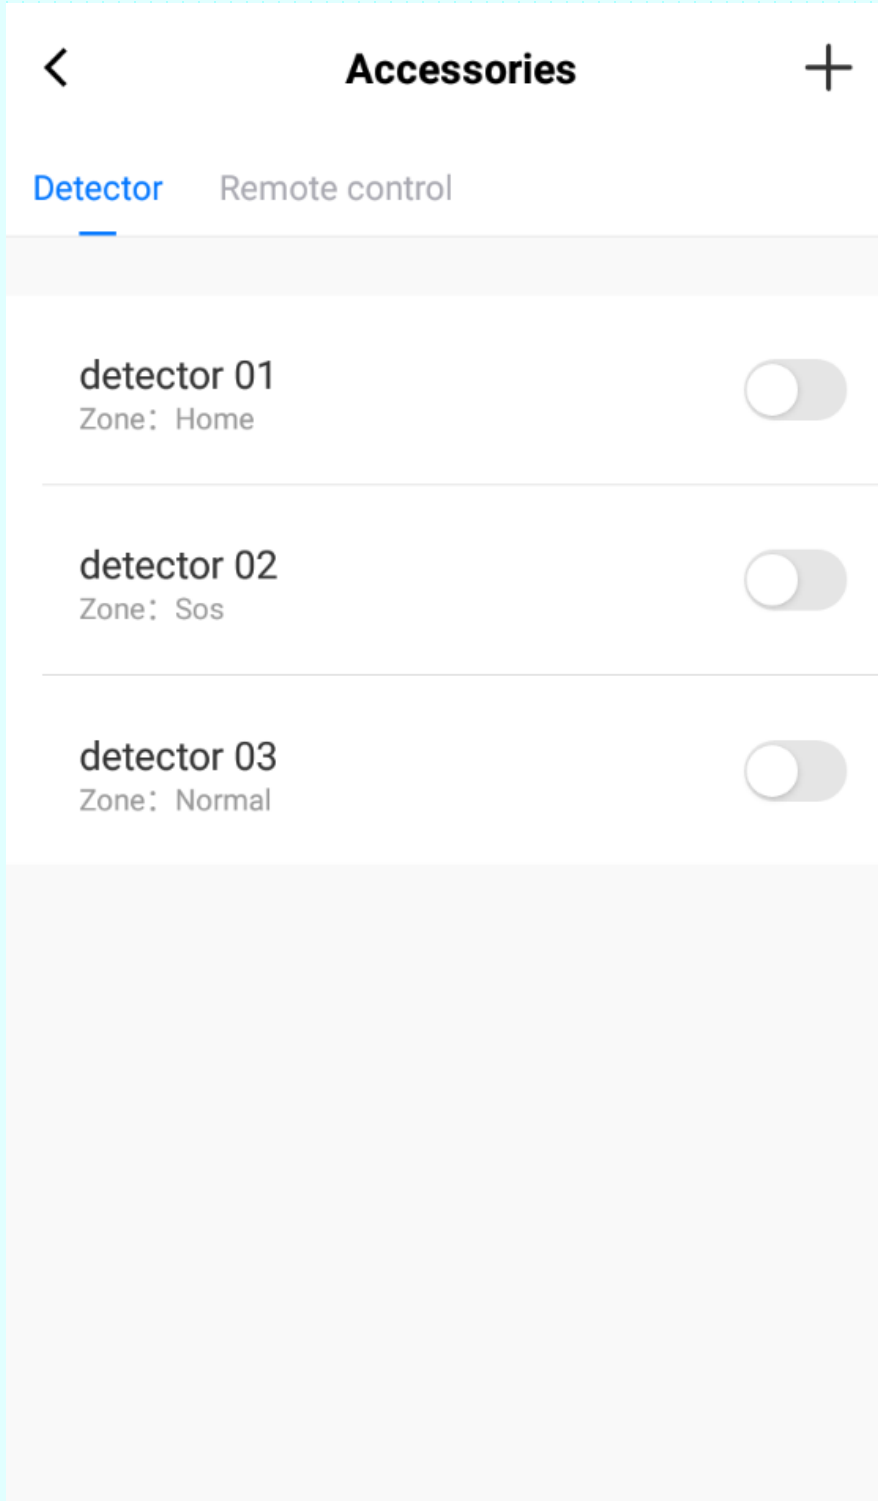 Accessories
Detector Remote control
detector 01
Zone：Home
detector 02
Zone：Sos
detector 03
Zone：Normal